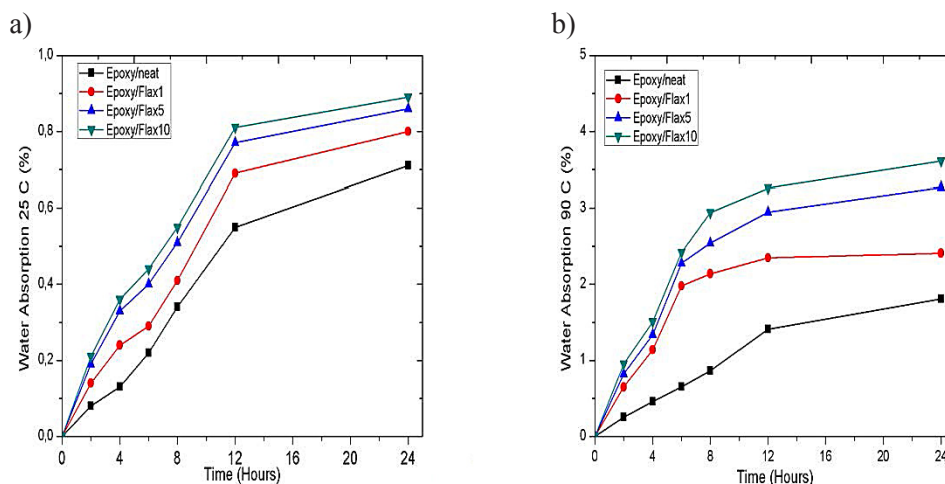 a)
1,0
0,8
0,6
0,4
0,2
0,0
Water Absorption 25 C (%)
Epoxy/neat
Epoxy/Flax1
Epoxy/Flax5
Epoxy/Flax10
0 4 8 12 16 20 24
Time (Hours)
b)
5
4
3
2
1
0
Water Absorption 90 C (%)
Epoxy/neat
Epoxy/Flax1
Epoxy/Flax5
Epoxy/Flax10
0 4 8 12 16 20 24
Time (Hours)